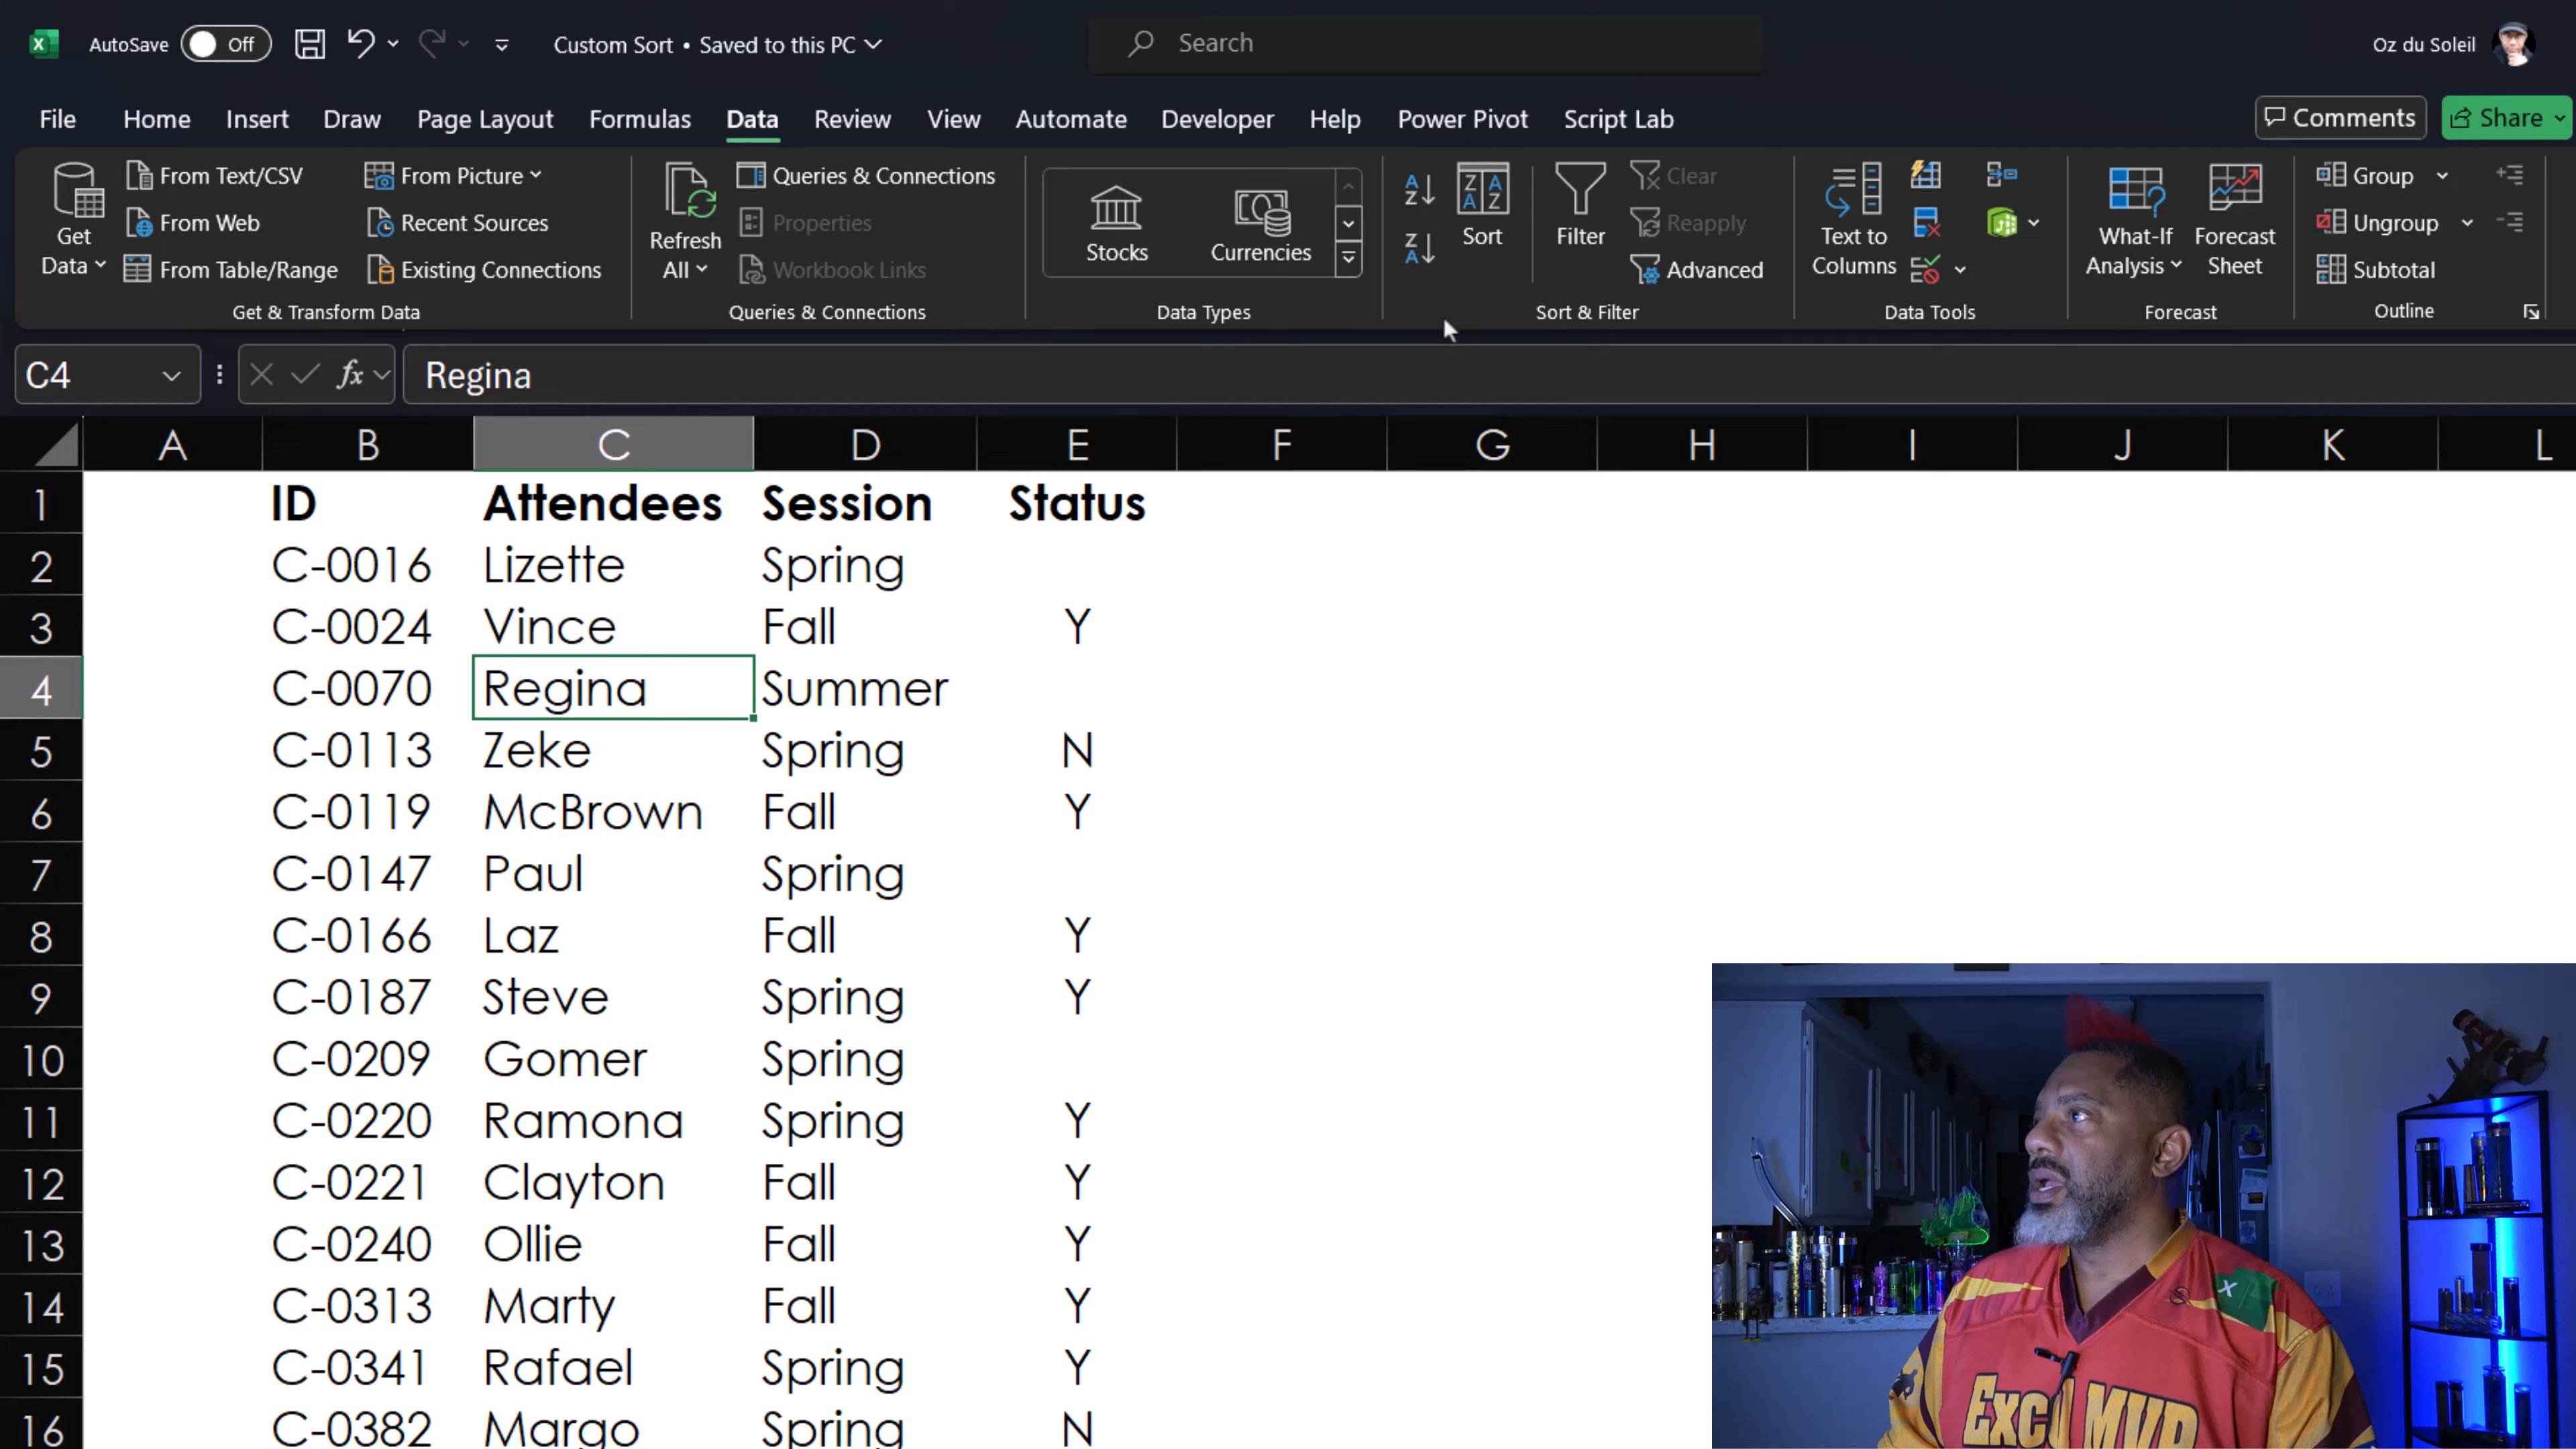 AutoSave Off Custom Sort • Saved to this PC Search Oz du Soleil
File Home Insert Draw Page Layout Formulas Data Review View Automate Developer Help Power Pivot Script Lab Comments Share
Get Data From Text/CSV From Picture Refresh All Queries & Connections Stocks Currencies Sort Filter Clear Text to Columns What-If Analysis Forecast Sheet Group
From Web Recent Sources Properties Reapply Ungroup
From Table/Range Existing Connections Workbook Links Advanced Subtotal
Get & Transform Data Queries & Connections Data Types Sort & Filter Data Tools Forecast Outline
C4 fx Regina
A B C D E F G H I J K L
1 ID Attendees Session Status
2 C-0016 Lizette Spring
3 C-0024 Vince Fall Y
4 C-0070 Regina Summer
5 C-0113 Zeke Spring N
6 C-0119 McBrown Fall Y
7 C-0147 Paul Spring
8 C-0166 Laz Fall Y
9 C-0187 Steve Spring Y
10 C-0209 Gomer Spring
11 C-0220 Ramona Spring Y
12 C-0221 Clayton Fall Y
13 C-0240 Ollie Fall Y
14 C-0313 Marty Fall Y
15 C-0341 Rafael Spring Y
16 C-0382 Margo Spring N
MVP